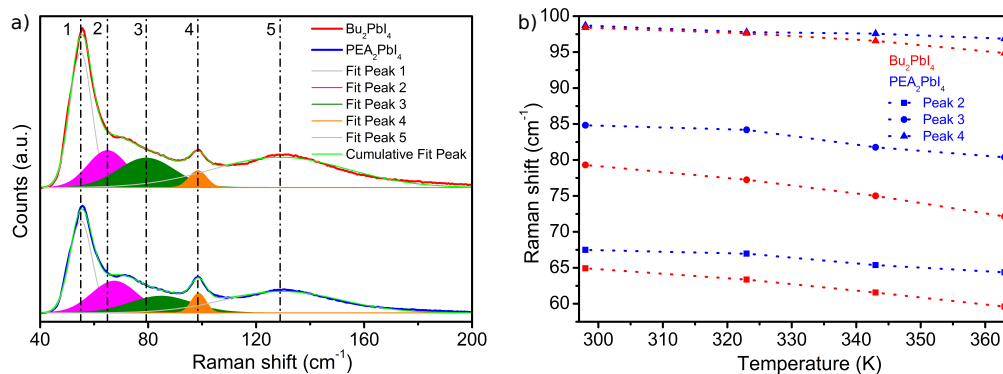 a)
1 2 3 4 5
Bu₂PbI₄
PEA₂PbI₄
Fit Peak 1
Fit Peak 2
Fit Peak 3
Fit Peak 4
Fit Peak 5
Cumulative Fit Peak
Counts (a.u.)
40 80 120 160 200
Raman shift (cm⁻¹)
b)
100
95
90
85
80
75
70
65
60
Raman shift (cm⁻¹)
Bu₂PbI₄
PEA₂PbI₄
Peak 2
Peak 3
Peak 4
300 310 320 330 340 350 360
Temperature (K)